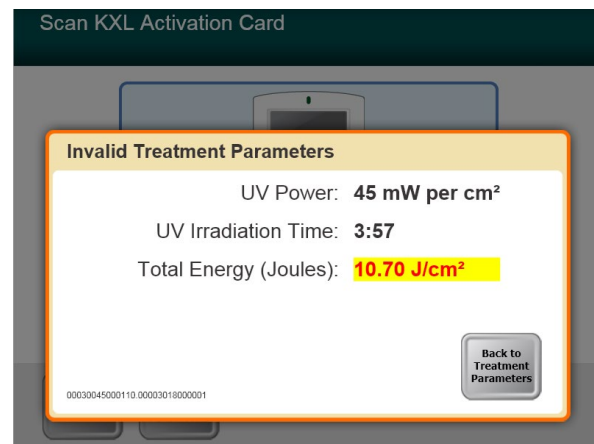 Scan KXL Activation Card
Invalid Treatment Parameters
UV Power: 45 mW per cm²
UV Irradiation Time: 3:57
Total Energy (Joules): 10.70 J/cm²
Back to
Treatment
Parameters
00030045000110.00003018000001